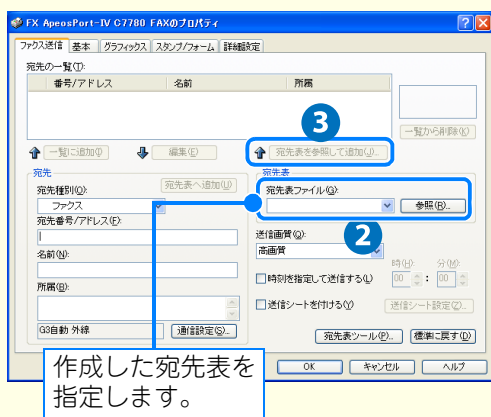 FX ApeosPort-IV C7780 FAXのプロパティ
ファクス送信 基本 グラフィックス スタンプ/フォーム 詳細設定
宛先の一覧(T):
番号/アドレス 名前 所属
3
一覧から削除(K)
一覧に追加(I) 編集(E) 宛先表を参照して追加(J)...
宛先
宛先種別(Q):
宛先表へ追加(U)
ファクス
宛先番号/アドレス(F):
名前(N):
所属(B):
G3自動 外線 通信設定(S)...
宛先表
宛先表ファイル(G):
参照(R)...
2
送信画質(Q):
高画質
時(H): 分(M):
時刻を指定して送信する(L) 00 : 00
送信シートを付ける(Y) 送信シート設定(Z)...
宛先表ツール(P)... 標準に戻す(D)
OK キャンセル ヘルプ
作成した宛先表を
指定します。